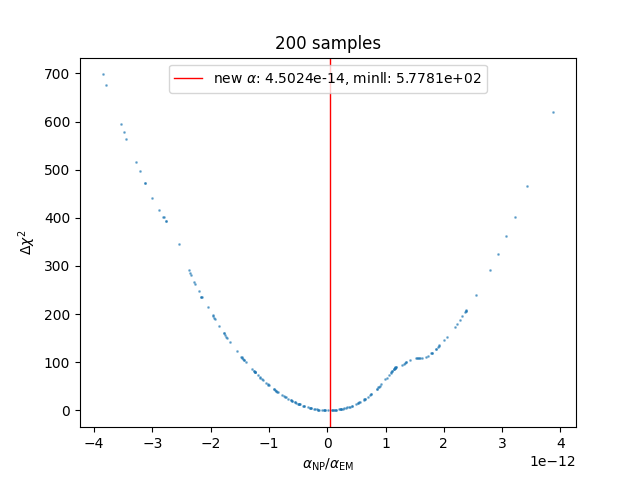 200 samples
new α: 4.5024e-14, minll: 5.7781e+02
Δχ²
700
600
500
400
300
200
100
0
−4 −3 −2 −1 0 1 2 3 4
1e−12
α_NP/α_EM